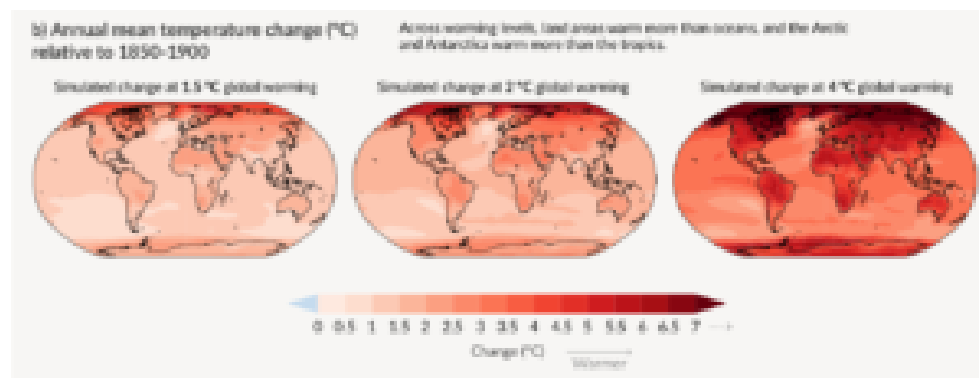 b) Annual mean temperature change (°C)
relative to 1850-1900
Across warming levels, land areas warm more than oceans, and the Arctic
and Antarctica warm more than the tropics.
Simulated change at 1.5 °C global warming
Simulated change at 2 °C global warming
Simulated change at 4 °C global warming
0 0.5 1 1.5 2 2.5 3 3.5 4 4.5 5 5.5 6 6.5 7
Change (°C)
Warmer